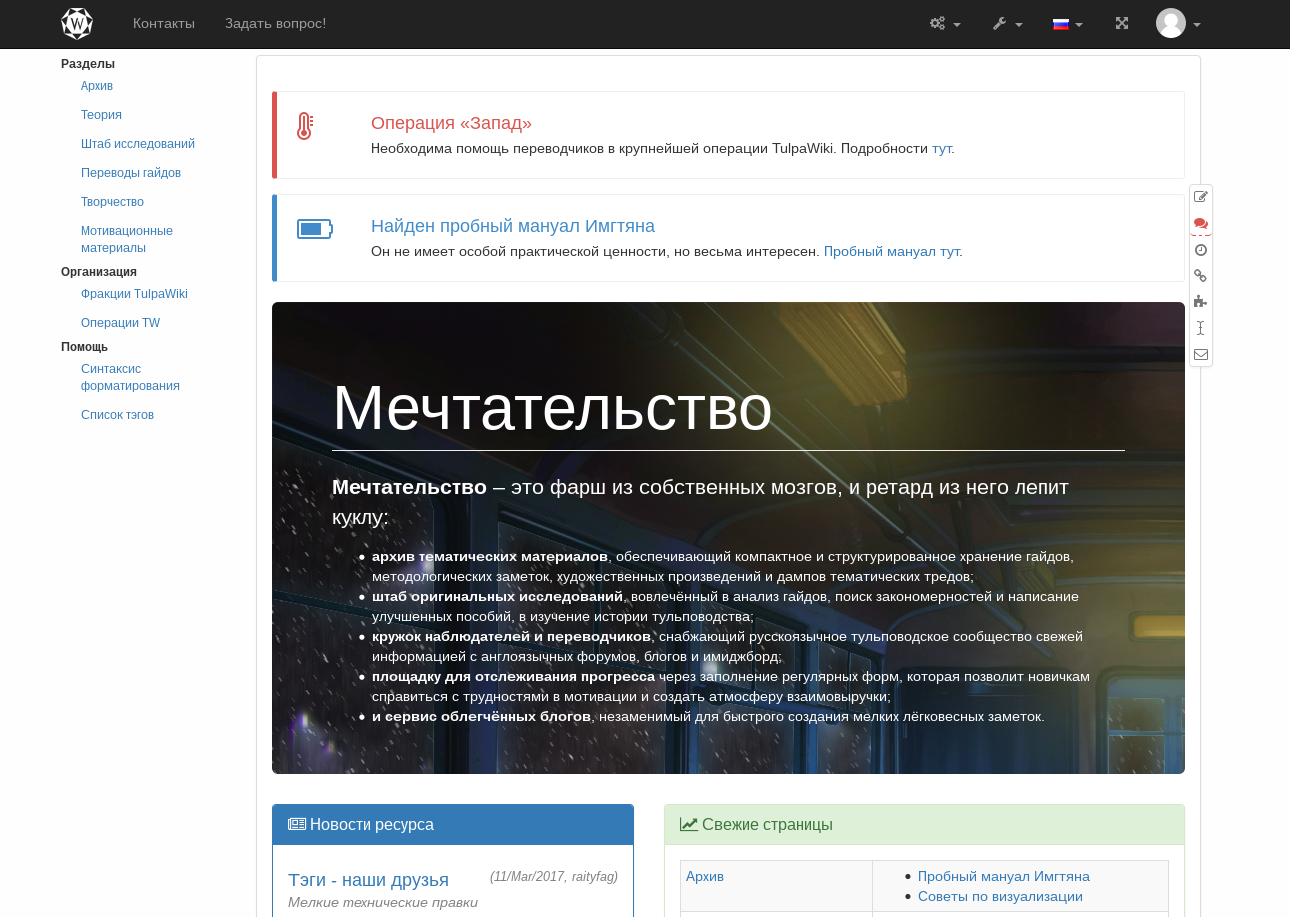 W
Контакты
Задать вопрос!
Разделы
Архив
Теория
Штаб исследований
Переводы гайдов
Творчество
Мотивационные
материалы
Организация
Фракции TulpaWiki
Операции TW
Помощь
Синтаксис
форматирования
Список тэгов
Операция «Запад»
Необходима помощь переводчиков в крупнейшей операции TulpaWiki. Подробности тут.
Найден пробный мануал Имгтяна
Он не имеет особой практической ценности, но весьма интересен. Пробный мануал тут.
Мечтательство
Мечтательство – это фарш из собственных мозгов, и ретард из него лепит
куклу:
• архив тематических материалов, обеспечивающий компактное и структурированное хранение гайдов,
методологических заметок, художественных произведений и дампов тематических тредов;
• штаб оригинальных исследований, вовлечённый в анализ гайдов, поиск закономерностей и написание
улучшенных пособий, в изучение истории тульповодства;
• кружок наблюдателей и переводчиков, снабжающий русскоязычное тульповодское сообщество свежей
информацией с англоязычных форумов, блогов и имиджборд;
• площадку для отслеживания прогресса через заполнение регулярных форм, которая позволит новичкам
справиться с трудностями в мотивации и создать атмосферу взаимовыручки;
• и сервис облегчённых блогов, незаменимый для быстрого создания мелких лёгковесных заметок.
Новости ресурса
Тэги - наши друзья
(11/Mar/2017, raityfag)
Мелкие технические правки
Свежие страницы
Архив
• Пробный мануал Имгтяна
• Советы по визуализации